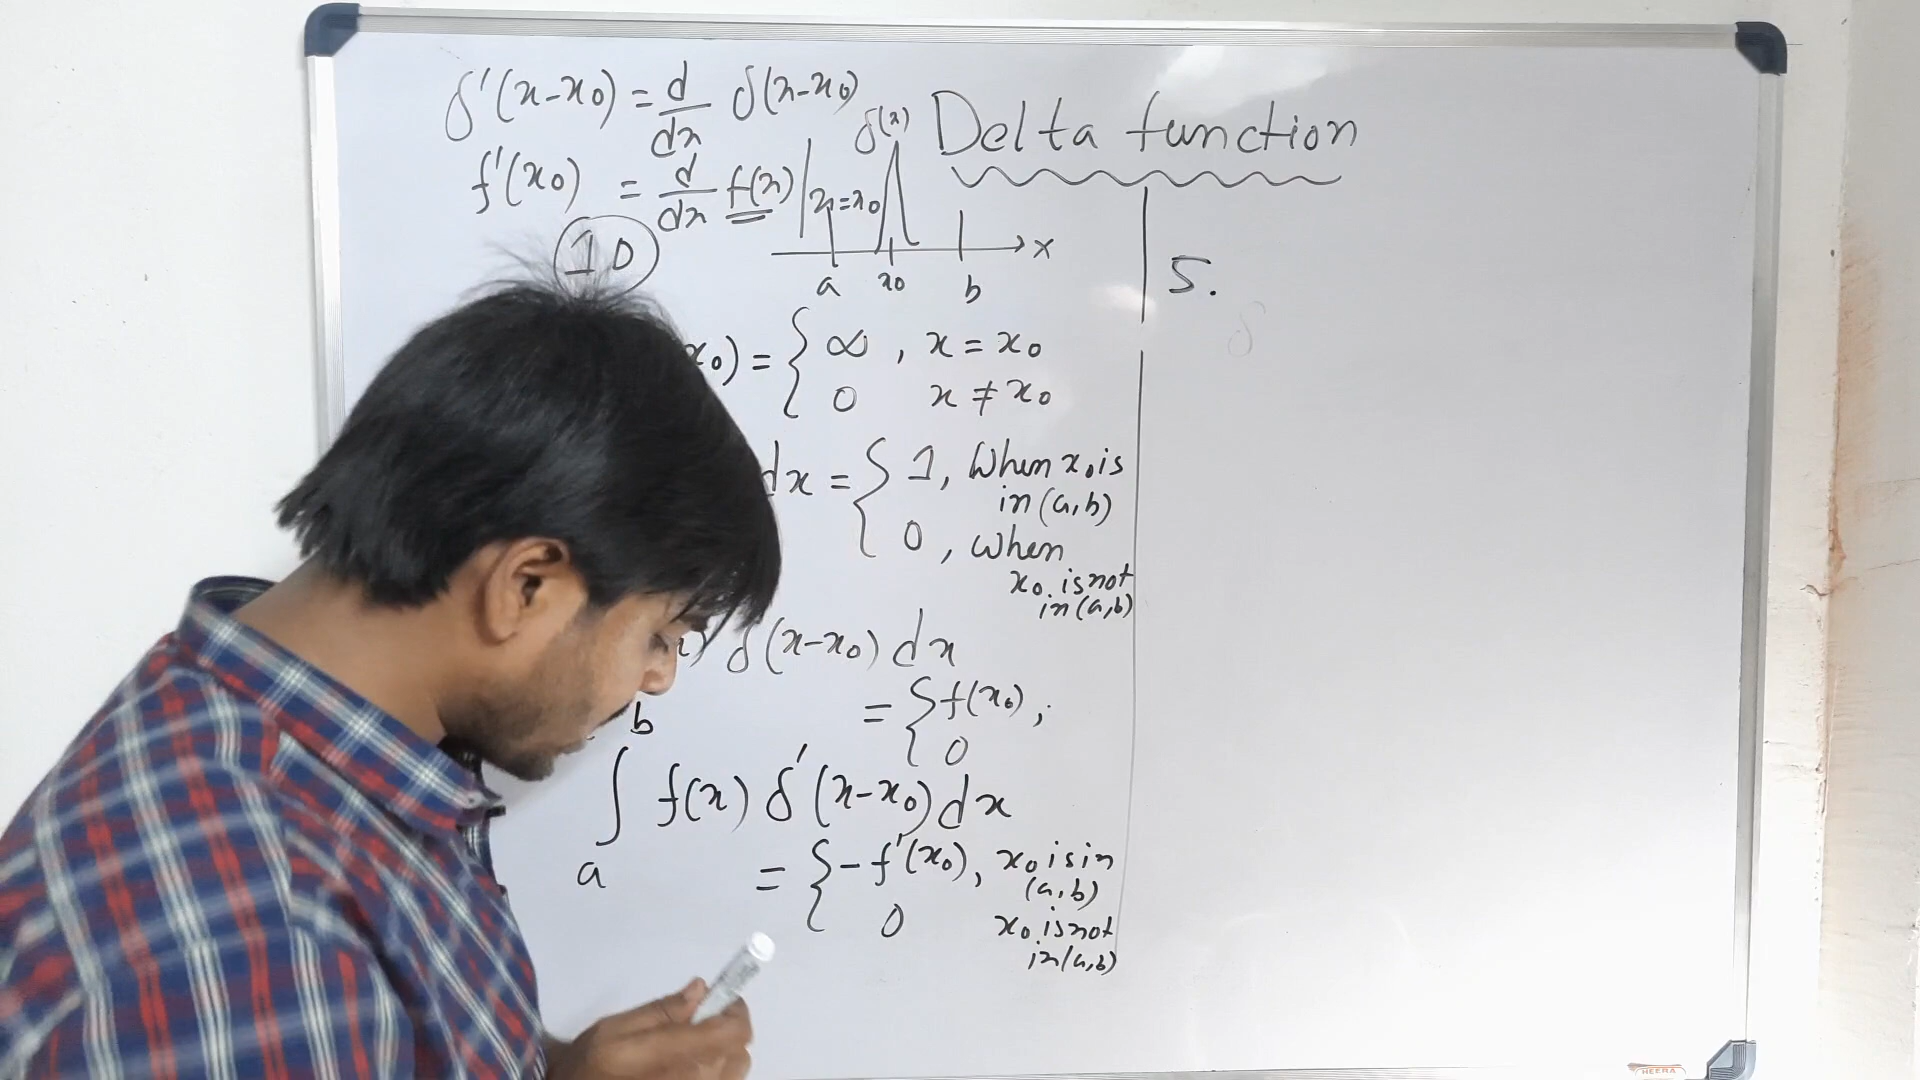 δ'(x-x₀) = d/dx δ(x-x₀)
Delta function
f'(x₀) = d/dx f(x) | x=x₀
δ(x)
1D
a x₀ b x
x₀) = { ∞ , x = x₀
0 x ≠ x₀
dx = { 1, When x₀ is
in (a,b)
0 , when
x₀ is not
in (a,b)
) δ(x-x₀) dx
= { f(x₀) ;
0
∫ₐᵇ f(x) δ'(x-x₀) dx
= { -f'(x₀), x₀ is in
(a,b)
0 x₀ is not
in (a,b)
5.
δ
HEERA